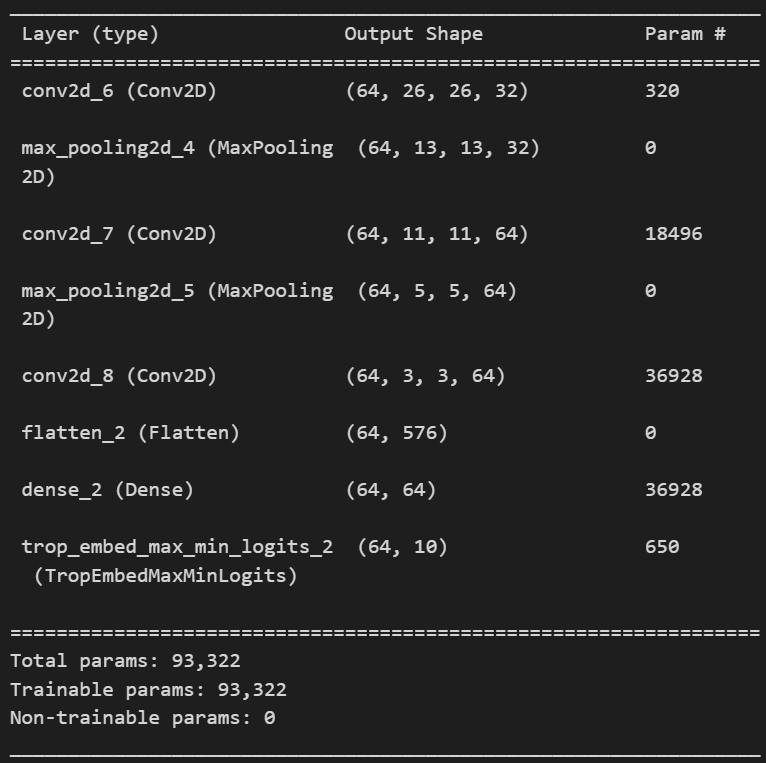 Layer (type) Output Shape Param #
=================================================================
conv2d_6 (Conv2D) (64, 26, 26, 32) 320
max_pooling2d_4 (MaxPooling (64, 13, 13, 32) 0
2D)
conv2d_7 (Conv2D) (64, 11, 11, 64) 18496
max_pooling2d_5 (MaxPooling (64, 5, 5, 64) 0
2D)
conv2d_8 (Conv2D) (64, 3, 3, 64) 36928
flatten_2 (Flatten) (64, 576) 0
dense_2 (Dense) (64, 64) 36928
trop_embed_max_min_logits_2 (64, 10) 650
(TropEmbedMaxMinLogits)
=================================================================
Total params: 93,322
Trainable params: 93,322
Non-trainable params: 0